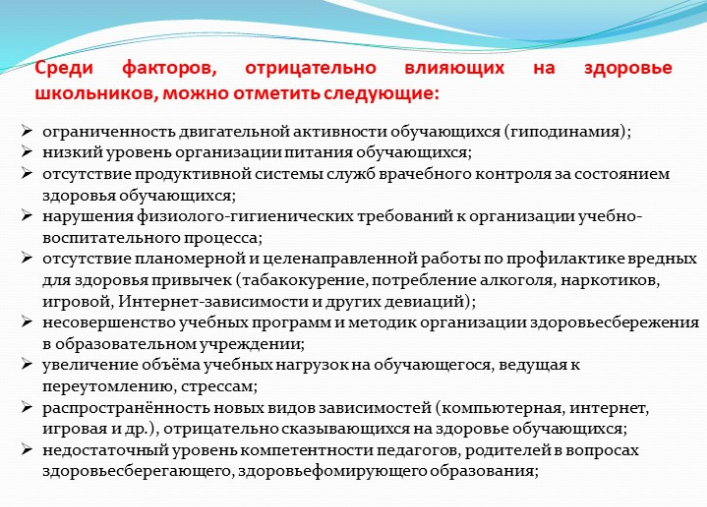 Среди факторов, отрицательно влияющих на здоровье
школьников, можно отметить следующие:
➢ ограниченность двигательной активности обучающихся (гиподинамия);
➢ низкий уровень организации питания обучающихся;
➢ отсутствие продуктивной системы служб врачебного контроля за состоянием
здоровья обучающихся;
➢ нарушения физиолого-гигиенических требований к организации учебно-
воспитательного процесса;
➢ отсутствие планомерной и целенаправленной работы по профилактике вредных
для здоровья привычек (табакокурение, потребление алкоголя, наркотиков,
игровой, Интернет-зависимости и других девиаций);
➢ несовершенство учебных программ и методик организации здоровьесбережения
в образовательном учреждении;
➢ увеличение объёма учебных нагрузок на обучающегося, ведущая к
переутомлению, стрессам;
➢ распространённость новых видов зависимостей (компьютерная, интернет,
игровая и др.), отрицательно сказывающихся на здоровье обучающихся;
➢ недостаточный уровень компетентности педагогов, родителей в вопросах
здоровьесберегающего, здоровьефомирующего образования;